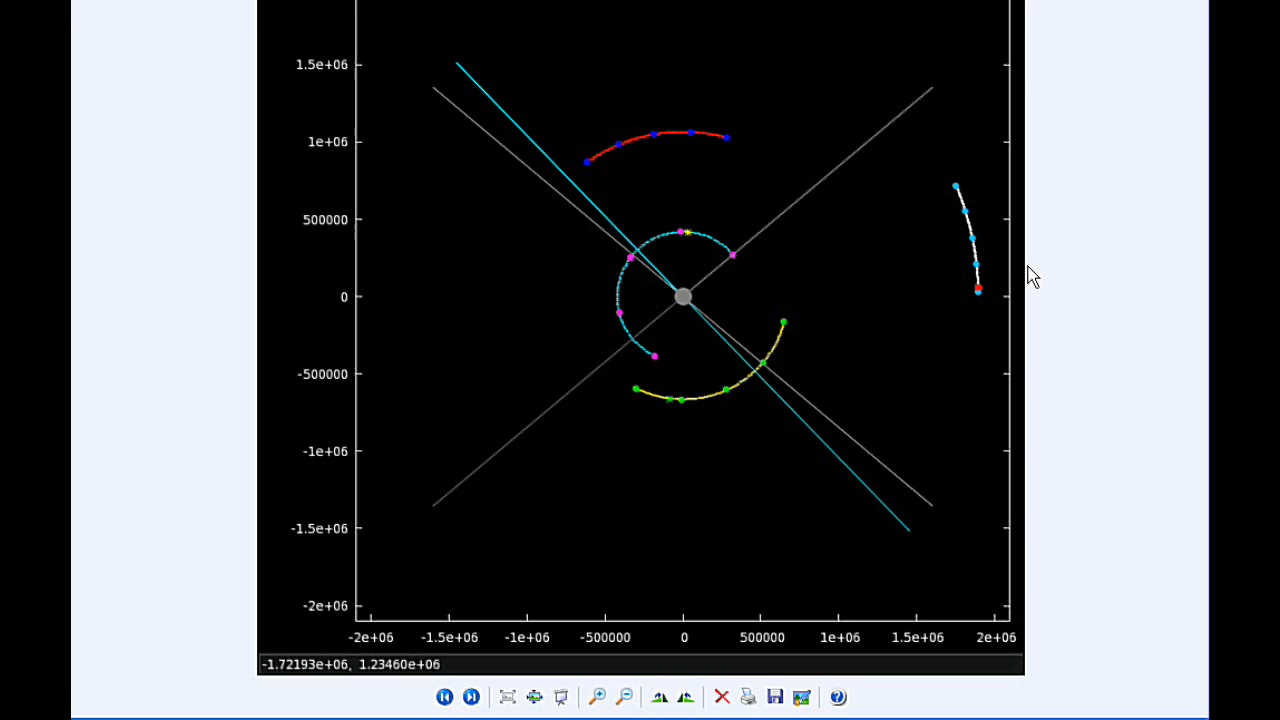 1.5e+06
1e+06
500000
0
-500000
-1e+06
-1.5e+06
-2e+06
-2e+06 -1.5e+06 -1e+06 -500000 0 500000 1e+06 1.5e+06 2e+06
-1.72193e+06, 1.23460e+06